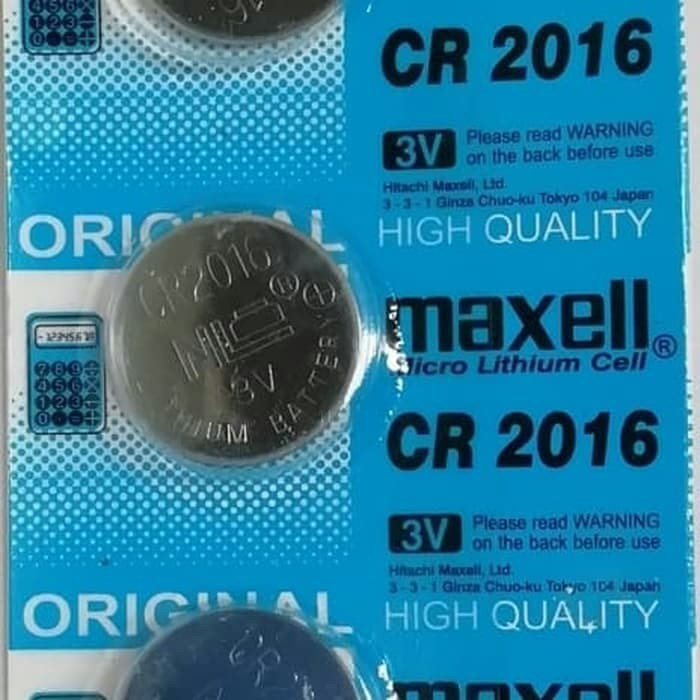 CR 2016
3V
Please read WARNING
on the back before use
Hitachi Maxell, Ltd.
3-3-1 Ginza Chuo-ku Tokyo 104 Japan
ORIGINAL
HIGH QUALITY
CR2016
3V
BATTERY
maxell®
Micro Lithium Cell
CR 2016
3V
Please read WARNING
on the back before use
Hitachi Maxell, Ltd.
3-3-1 Ginza Chuo-ku Tokyo 104 Japan
ORIGINAL
HIGH QUALITY
CR
maxell